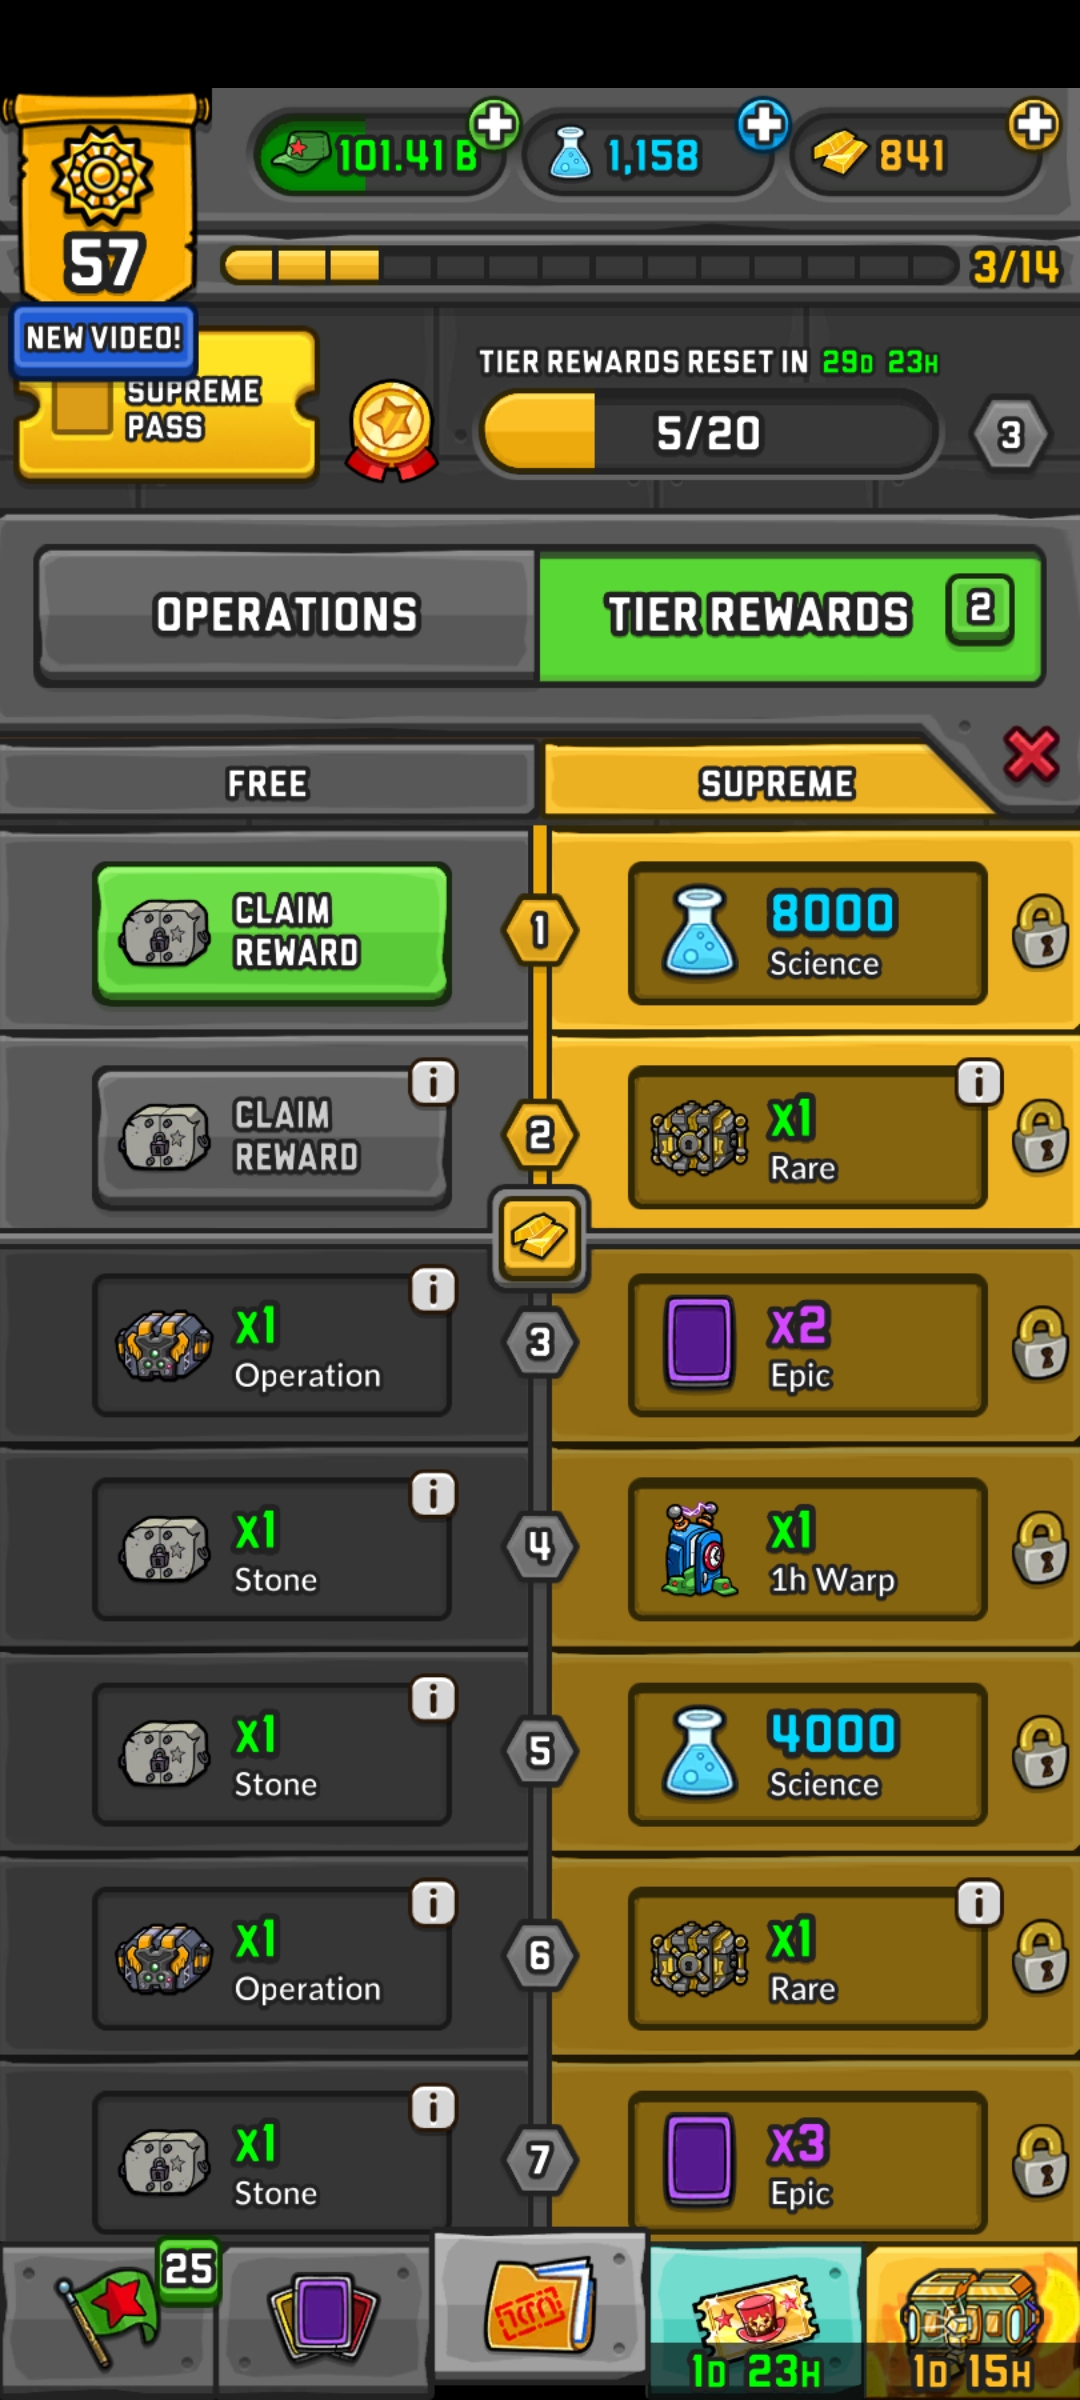 101.41 B
1,158
841
57
3/14
NEW VIDEO!
SUPREME
PASS
TIER REWARDS RESET IN 29D 23H
5/20
3
OPERATIONS
TIER REWARDS
2
FREE
SUPREME
CLAIM
REWARD
1
8000
Science
CLAIM
REWARD
i
2
x1
Rare
i
x1
Operation
i
3
x2
Epic
x1
Stone
i
4
x1
1h Warp
x1
Stone
i
5
4000
Science
x1
Operation
i
6
x1
Rare
i
x1
Stone
i
7
x3
Epic
25
1D 23H
1D 15H